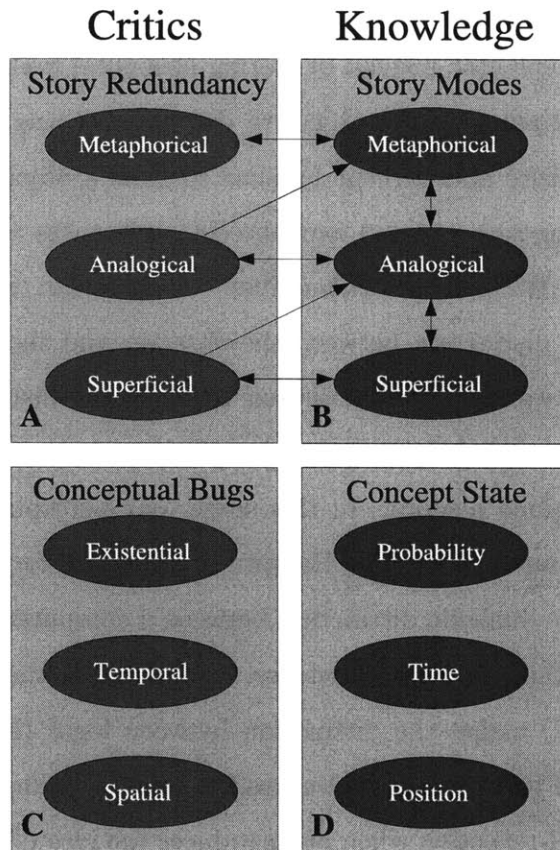 Critics
Knowledge
Story Redundancy
Metaphorical
Analogical
Superficial
A
Story Modes
Metaphorical
Analogical
Superficial
B
Conceptual Bugs
Existential
Temporal
Spatial
C
Concept State
Probability
Time
Position
D